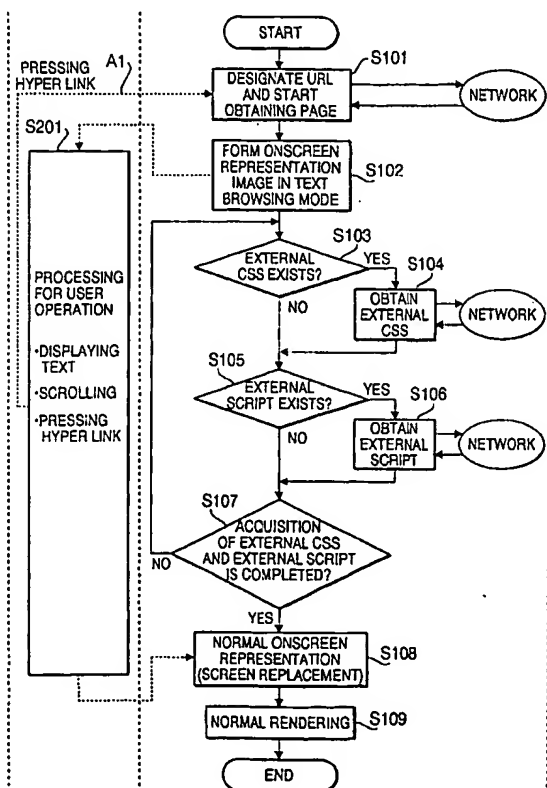 START
PRESSING
HYPER LINK
A1
S101
DESIGNATE URL
AND START
OBTAINING PAGE
NETWORK
S201
FORM ONSCREEN
REPRESENTATION
IMAGE IN TEXT
BROWSING MODE
S102
S103
EXTERNAL
CSS EXISTS?
YES
NO
S104
OBTAIN
EXTERNAL
CSS
NETWORK
PROCESSING
FOR USER
OPERATION
・DISPLAYING
TEXT
・SCROLLING
・PRESSING
HYPER LINK
S105
EXTERNAL
SCRIPT EXISTS?
YES
NO
S106
OBTAIN
EXTERNAL
SCRIPT
NETWORK
S107
ACQUISITION
OF EXTERNAL CSS
AND EXTERNAL SCRIPT
IS COMPLETED?
NO
YES
NORMAL ONSCREEN
REPRESENTATION
(SCREEN REPLACEMENT)
S108
NORMAL RENDERING
S109
END